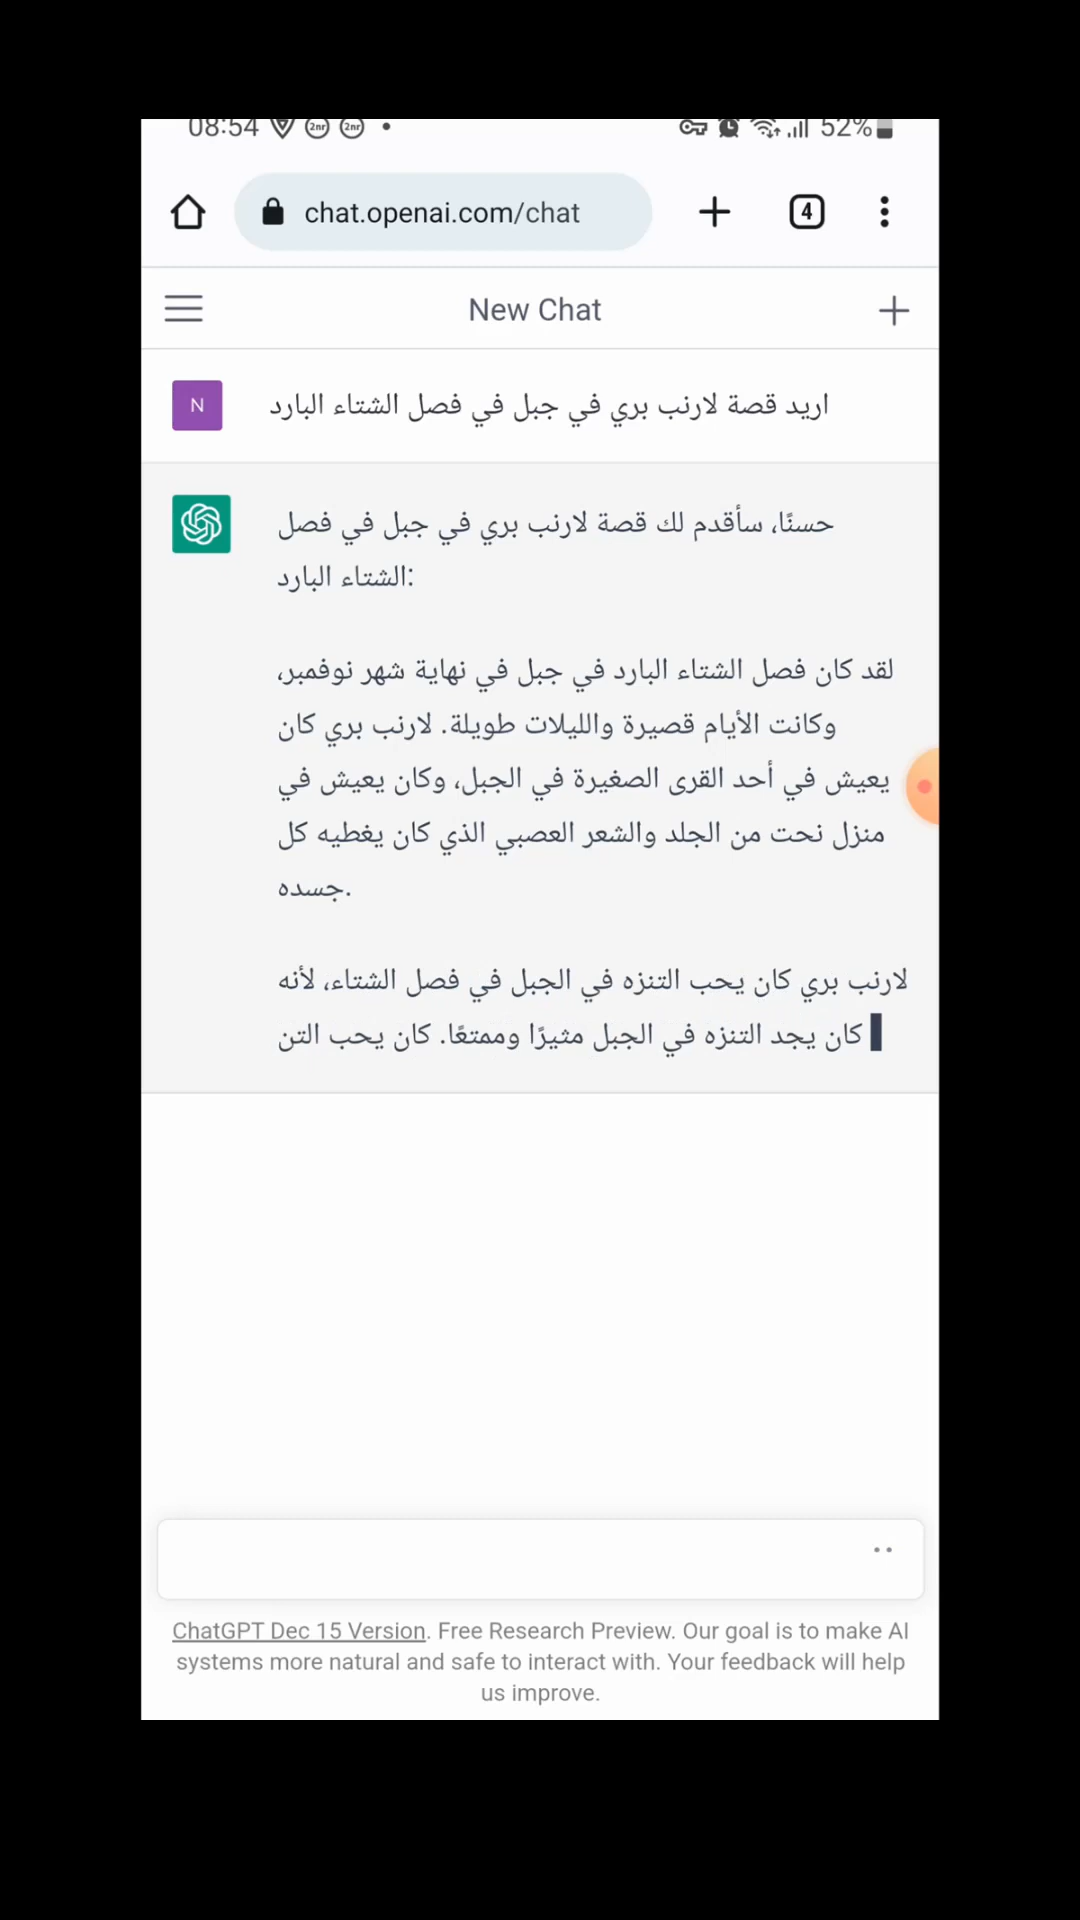 08:54 2nr 2nr 52%
chat.openai.com/chat 4
New Chat
N اريد قصة لارنب بري في جبل في فصل الشتاء البارد
حسنًا، سأقدم لك قصة لارنب بري في جبل في فصل
الشتاء البارد:
لقد كان فصل الشتاء البارد في جبل في نهاية شهر نوفمبر،
وكانت الأيام قصيرة والليلات طويلة. لارنب بري كان
يعيش في أحد القرى الصغيرة في الجبل، وكان يعيش في
منزل نحت من الجلد والشعر العصبي الذي كان يغطيه كل
جسده.
لارنب بري كان يحب التنزه في الجبل في فصل الشتاء، لأنه
كان يجد التنزه في الجبل مثيرًا وممتعًا. كان يحب التن
ChatGPT Dec 15 Version. Free Research Preview. Our goal is to make AI
systems more natural and safe to interact with. Your feedback will help
us improve.